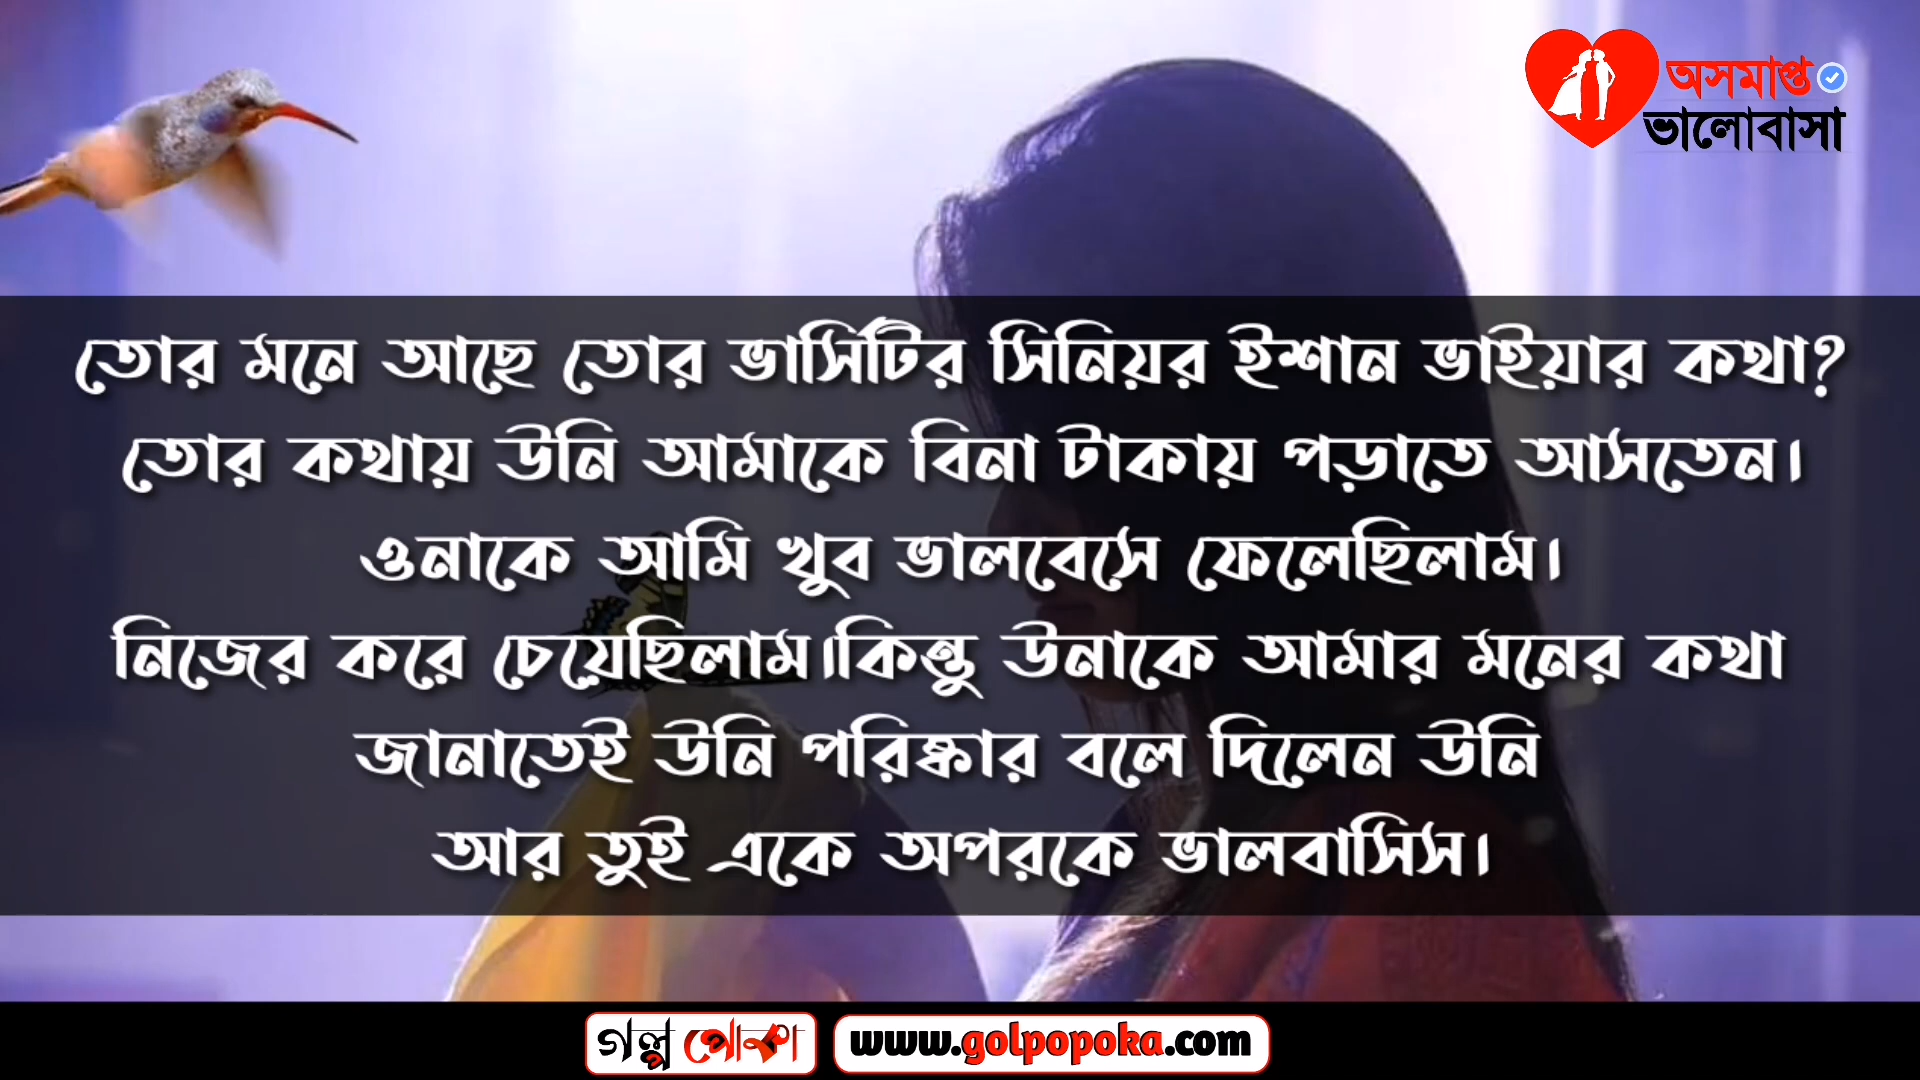 অসমাপ্ত
ভালোবাসা
তোর মনে আছে তোর ভার্সিটির সিনিয়র ইশান ভাইয়ার কথা?
তোর কথায় উনি আমাকে বিনা টাকায় পড়াতে আসতেন।
ওনাকে আমি খুব ভালবেসে ফেলেছিলাম।
নিজের করে চেয়েছিলাম।কিন্তু উনাকে আমার মনের কথা
জানাতেই উনি পরিষ্কার বলে দিলেন উনি
আর তুই একে অপরকে ভালবাসিস।
গল্প পোকা www.golpopoka.com